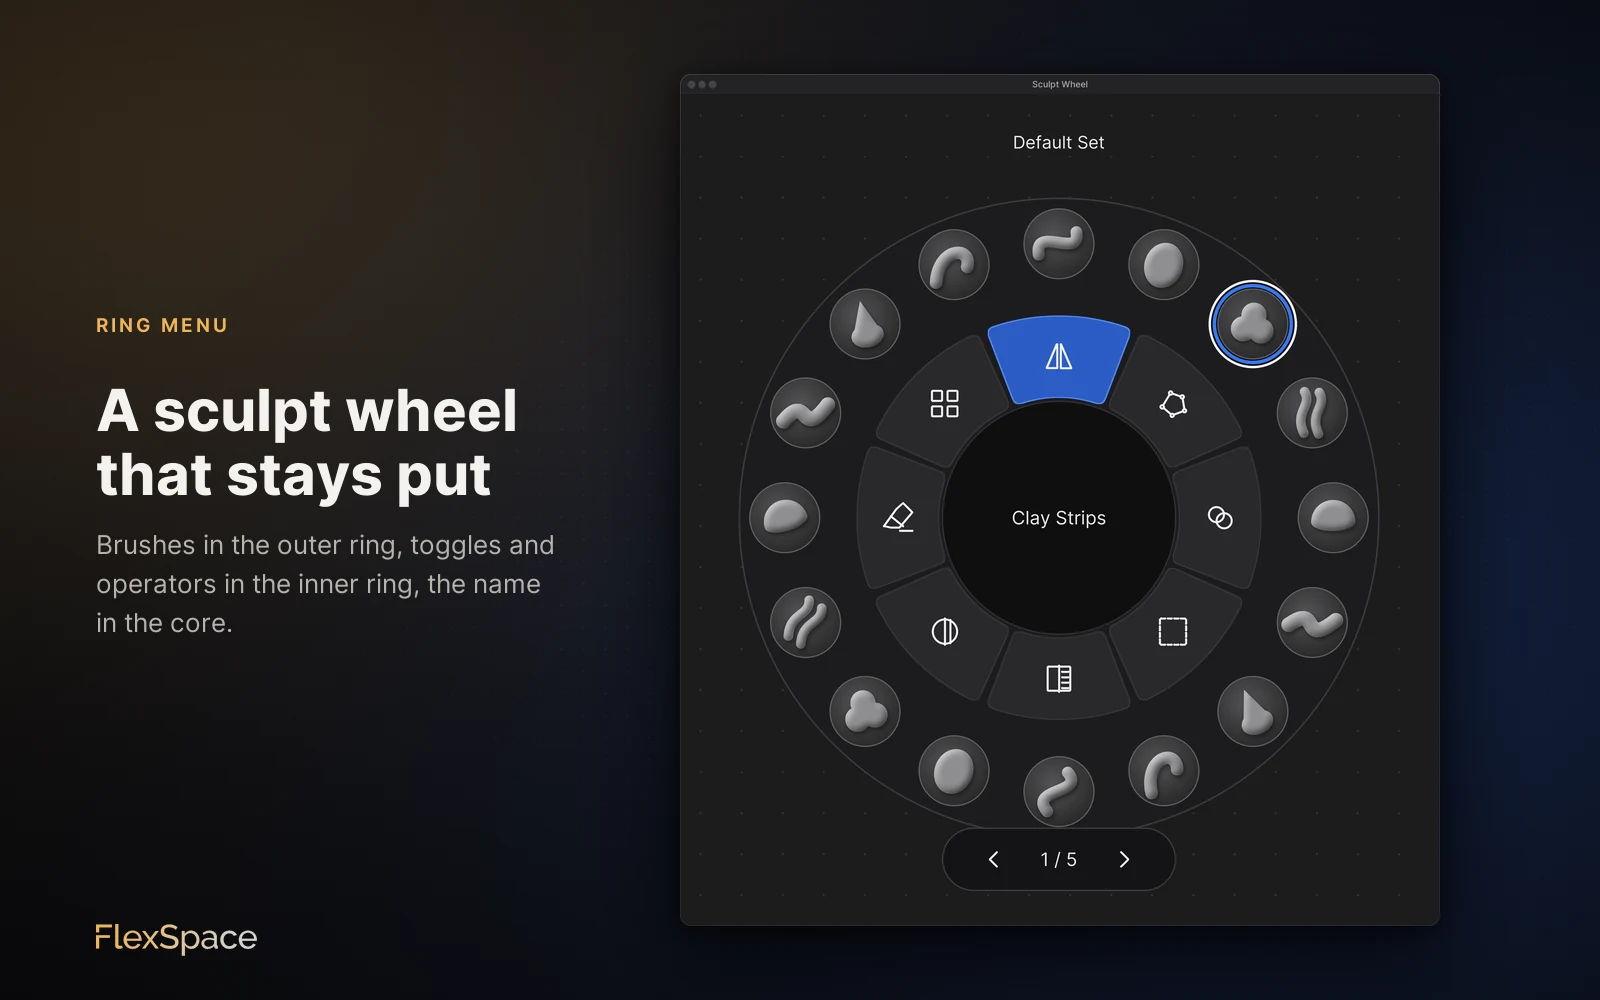 RING MENU
A sculpt wheel
that stays put
Brushes in the outer ring, toggles and
operators in the inner ring, the name
in the core.
FlexSpace
Sculpt Wheel
Default Set
Clay Strips
1 / 5